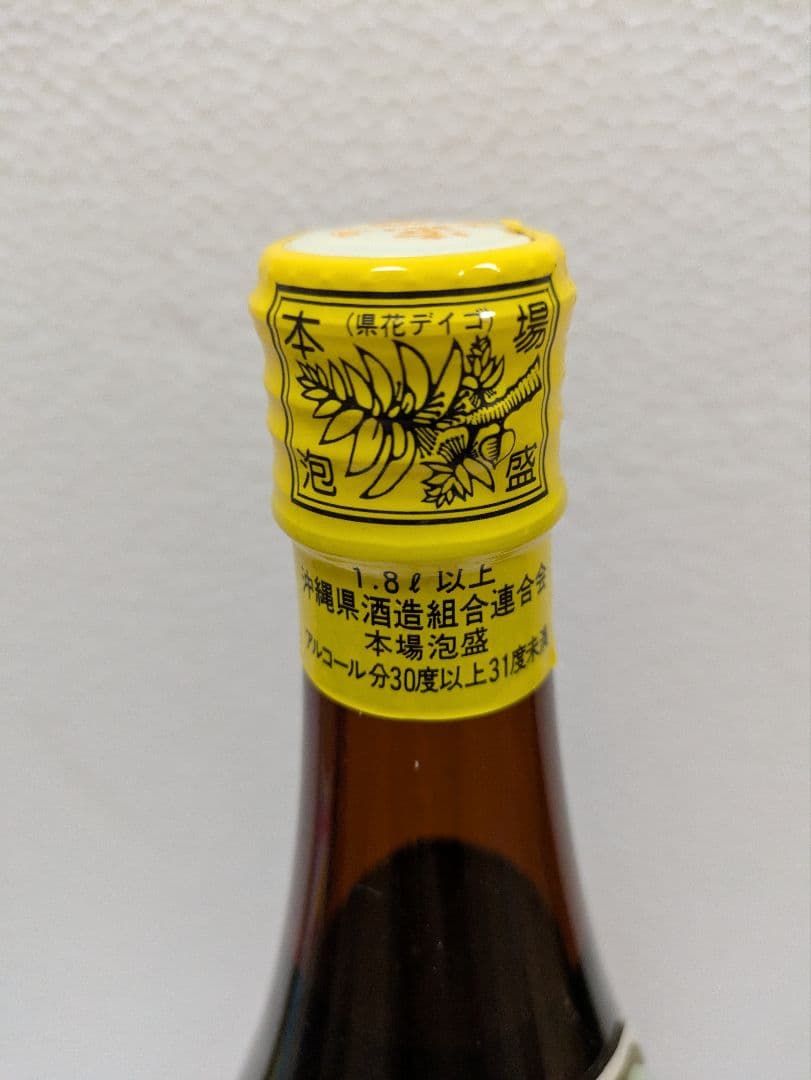 本場
(県花デイゴ)
泡盛
1.8ℓ以上
沖縄県酒造組合連合会
本場泡盛
アルコール分30度以上31度未満